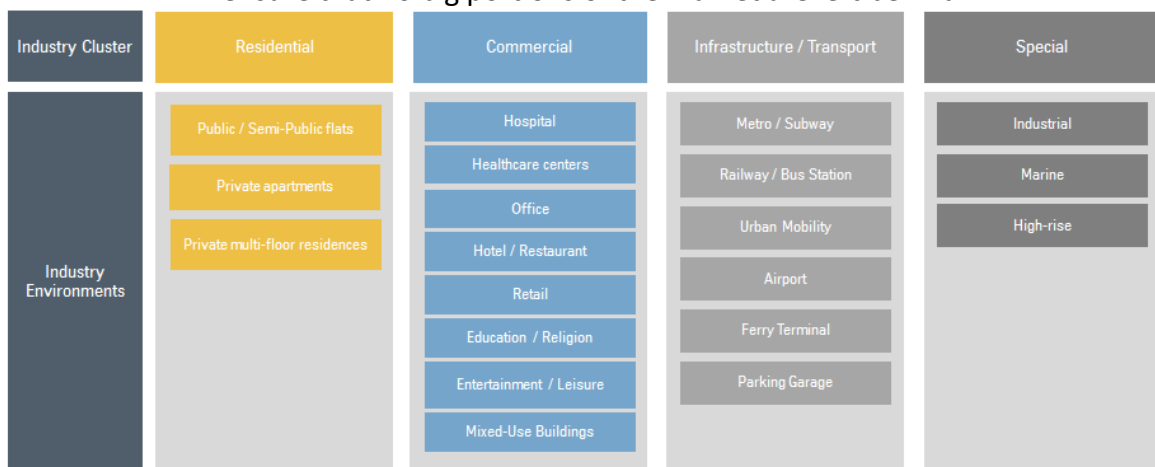 Industry Cluster
Residential
Commercial
Infrastructure / Transport
Special
Industry
Environments
Public / Semi-Public flats
Private apartments
Private multi-floor residences
Hospital
Healthcare centers
Office
Hotel / Restaurant
Retail
Education / Religion
Entertainment / Leisure
Mixed-Use Buildings
Metro / Subway
Railway / Bus Station
Urban Mobility
Airport
Ferry Terminal
Parking Garage
Industrial
Marine
High-rise